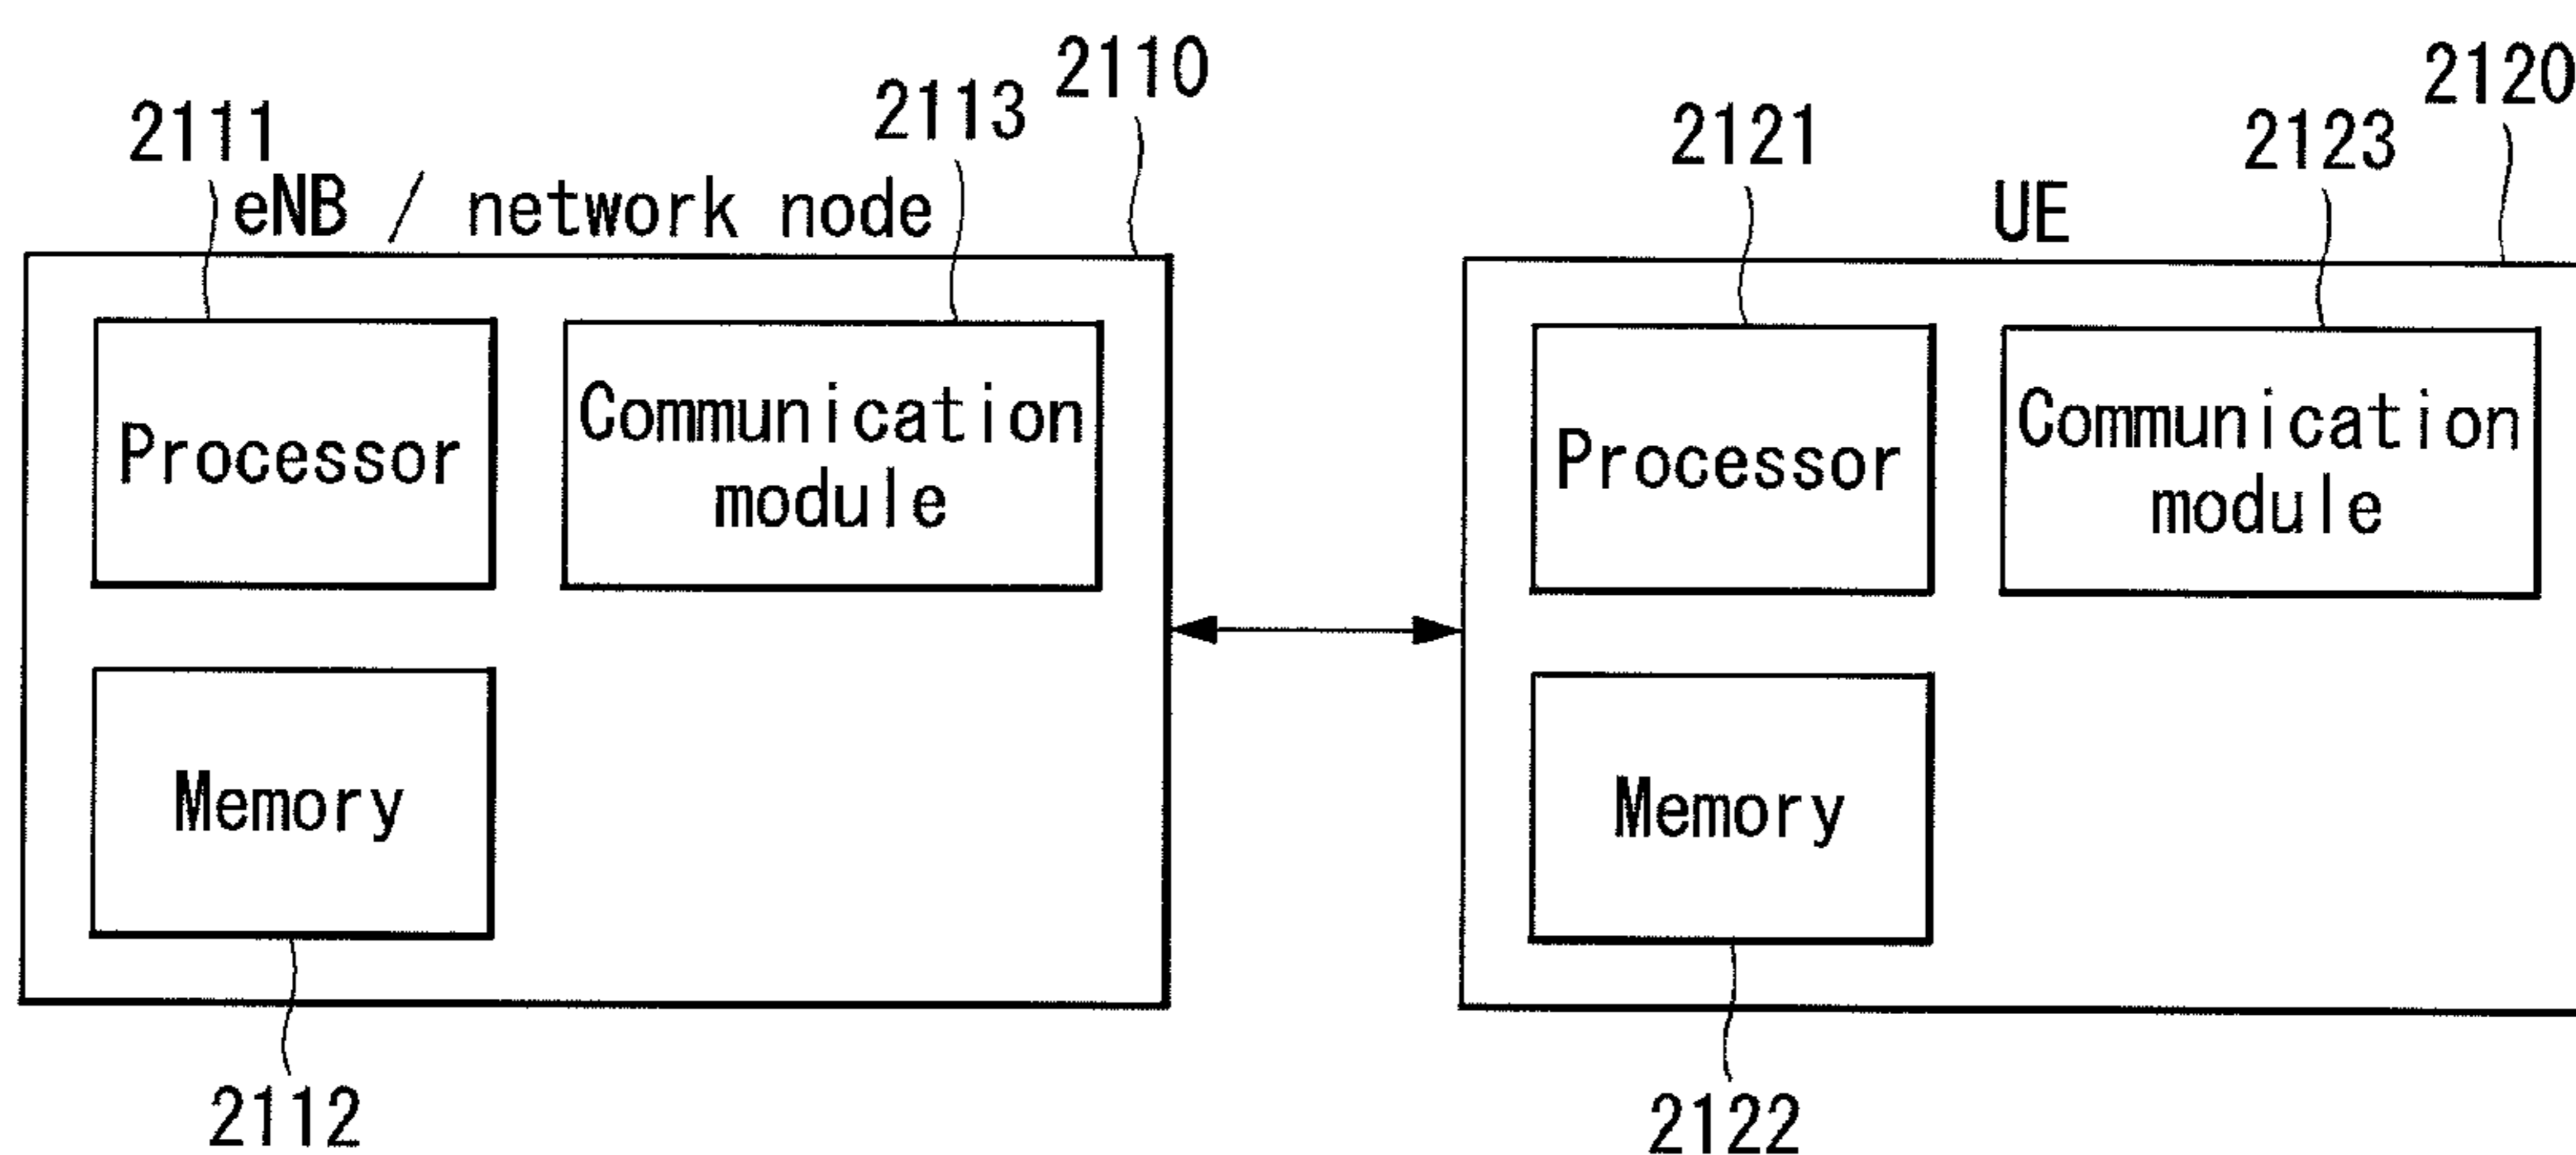 2110
2120
2113
2111
2121
2123
eNB / network node
UE
Processor
Communication
module
Processor
Communication
module
Memory
Memory
2112
2122